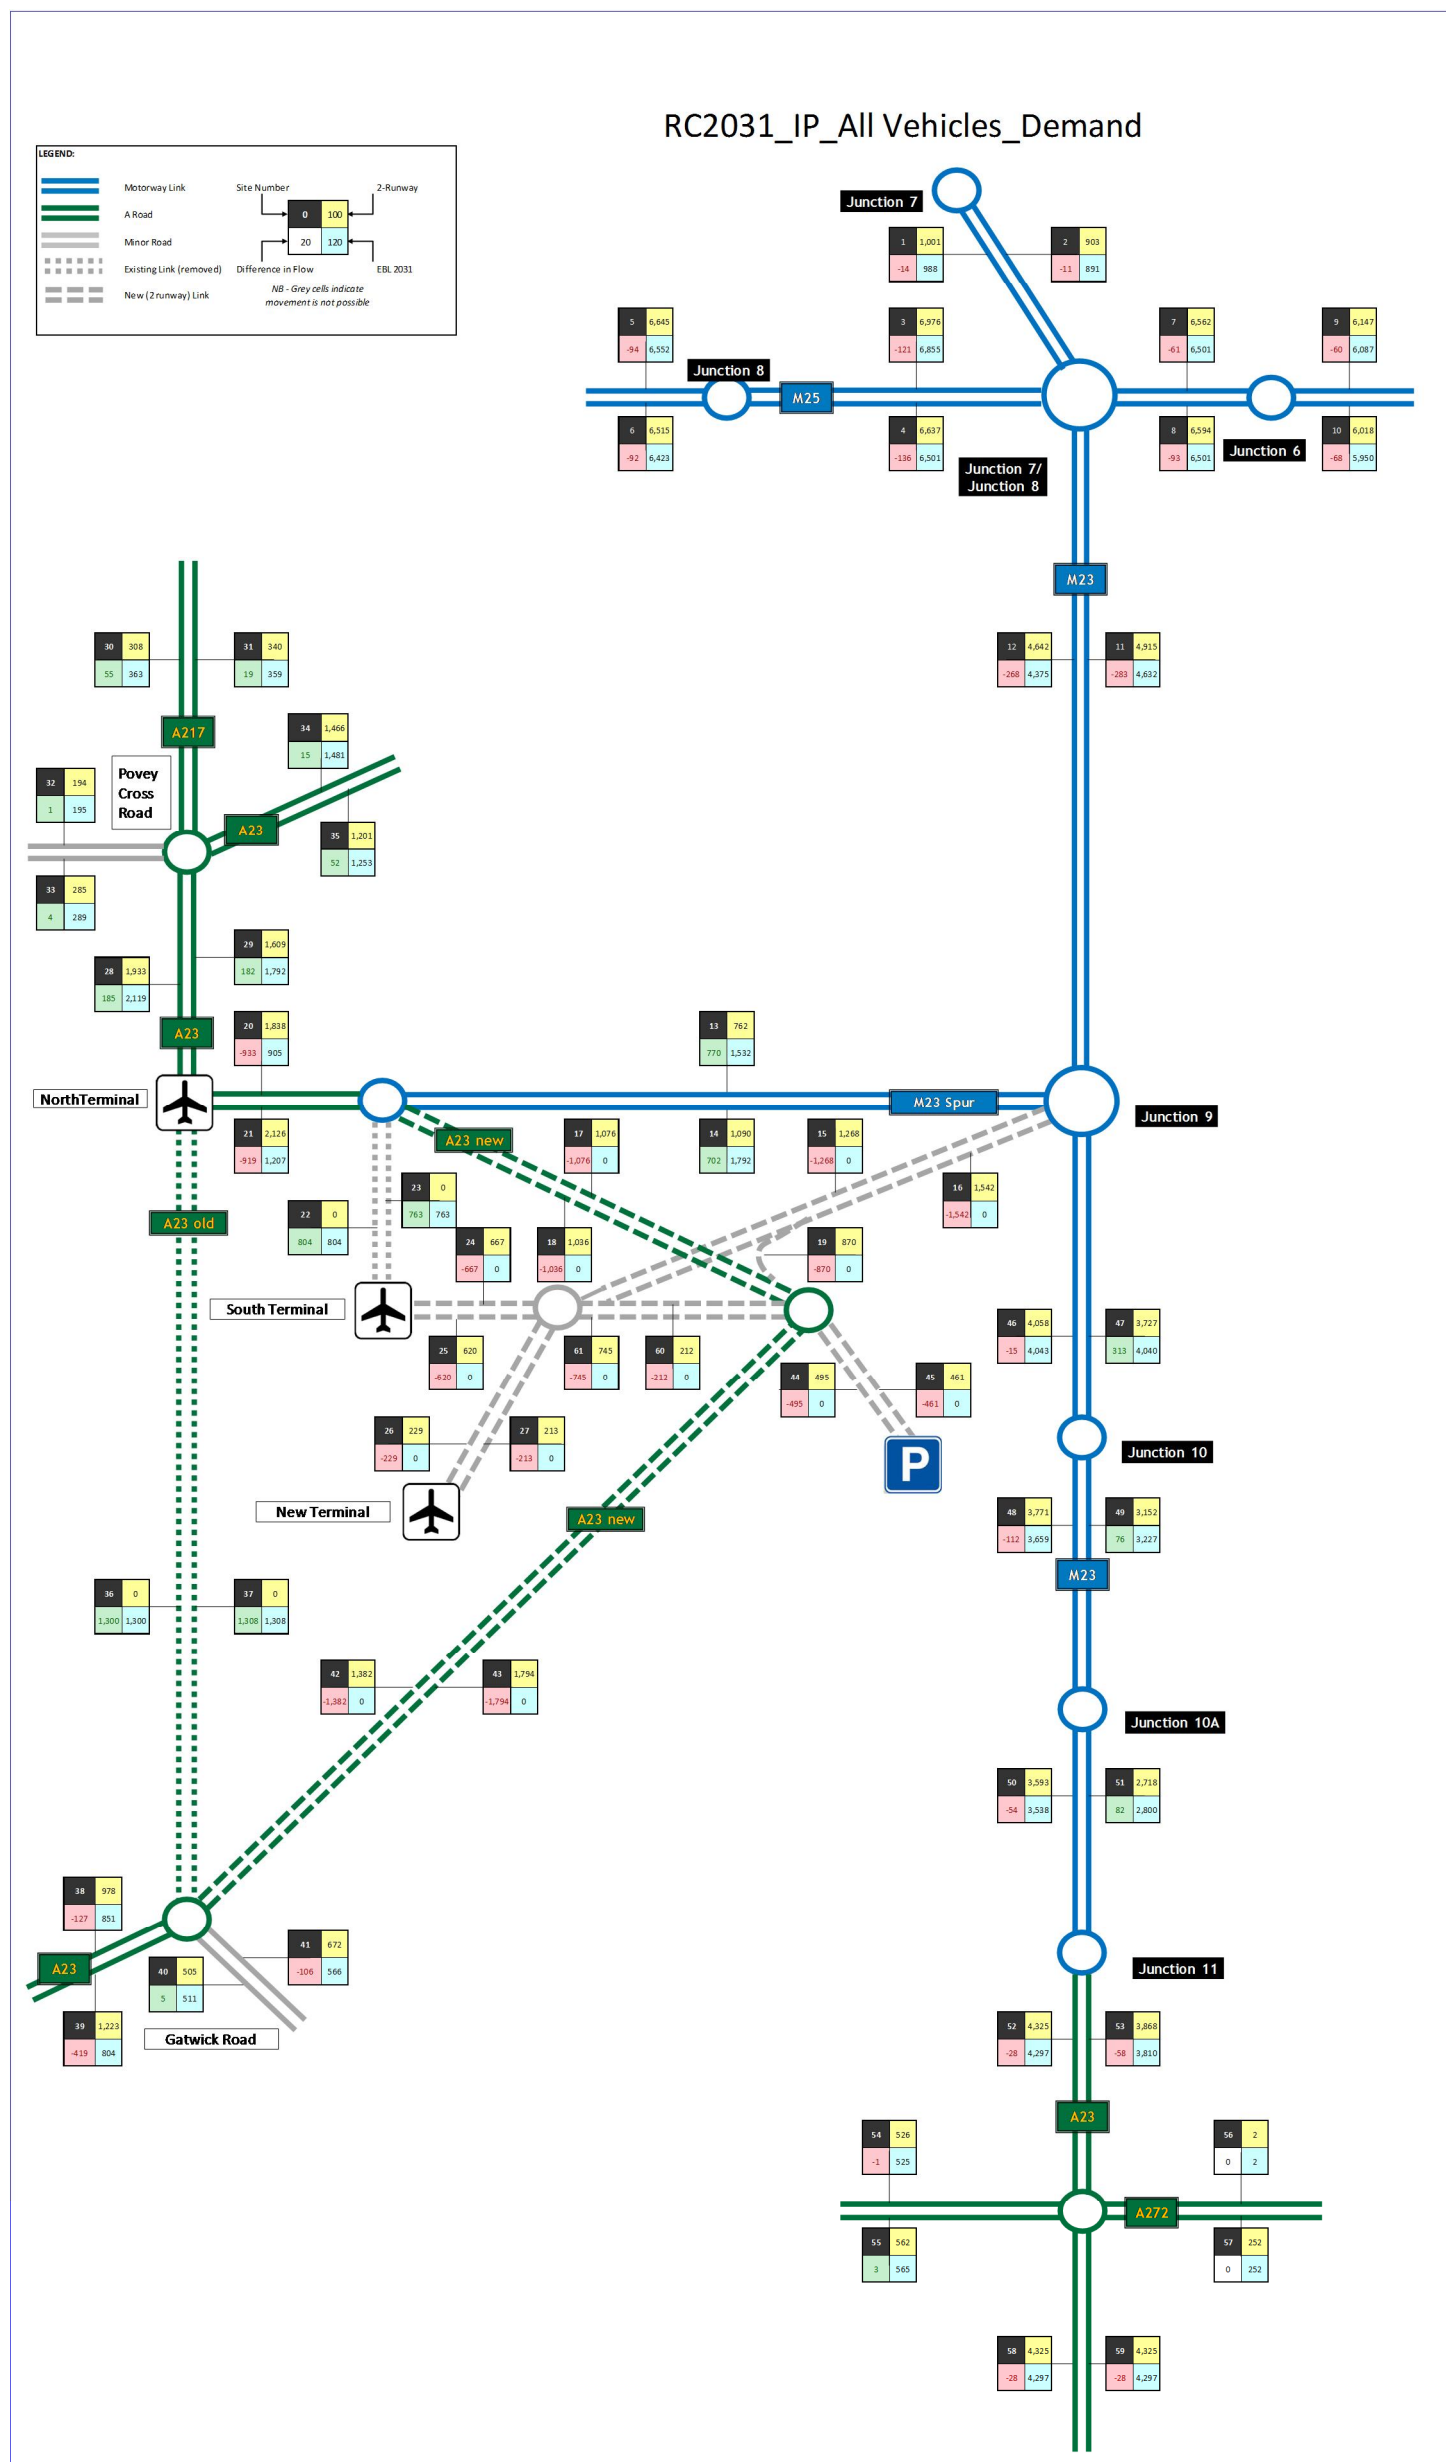 RC2031_IP_All Vehicles_Demand
LEGEND:
Motorway Link
A Road
Minor Road
Existing Link (removed)
New (2 runway) Link
Site Number
2-Runway
0 100
20 120
Difference in Flow
EBL 2031
NB - Grey cells indicate
movement is not possible
Junction 7
1 1,001
-14 988
2 903
-11 891
5 6,645
-94 6,552
3 6,976
-121 6,855
7 6,562
-61 6,501
9 6,147
-60 6,087
Junction 8
M25
6 6,515
-92 6,423
4 6,637
-136 6,501
8 6,594
-93 6,501
10 6,018
-68 5,950
Junction 6
Junction 7/
Junction 8
M23
12 4,642
-268 4,375
11 4,915
-283 4,632
30 308
55 363
31 340
19 359
A217
34 1,466
15 1,481
Povey
Cross
Road
32 194
1 195
A23
35 1,201
52 1,253
33 285
4 289
29 1,609
182 1,792
28 1,933
185 2,119
A23
20 1,838
-933 905
13 762
770 1,532
NorthTerminal
M23 Spur
Junction 9
21 2,126
-919 1,207
A23 new
17 1,076
-1,076 0
14 1,090
702 1,792
15 1,268
-1,268 0
16 1,542
-1,542 0
23 0
763 763
22 0
804 804
A23 old
24 667
-667 0
18 1,036
-1,036 0
19 870
-870 0
South Terminal
25 620
-620 0
61 745
-745 0
60 212
-212 0
44 495
-495 0
45 461
-461 0
46 4,058
-15 4,043
47 3,727
313 4,040
26 229
-229 0
27 213
-213 0
P
Junction 10
New Terminal
A23 new
48 3,771
-112 3,659
49 3,152
76 3,227
M23
36 0
1,300 1,300
37 0
1,308 1,308
42 1,382
-1,382 0
43 1,794
-1,794 0
Junction 10A
50 3,593
-54 3,538
51 2,718
82 2,800
38 978
-127 851
A23
41 672
-106 566
40 505
5 511
39 1,223
-419 804
Gatwick Road
Junction 11
52 4,325
-28 4,297
53 3,868
-58 3,810
A23
54 526
-1 525
56 2
0 2
A272
55 562
3 565
57 252
0 252
58 4,325
-28 4,297
59 4,325
-28 4,297